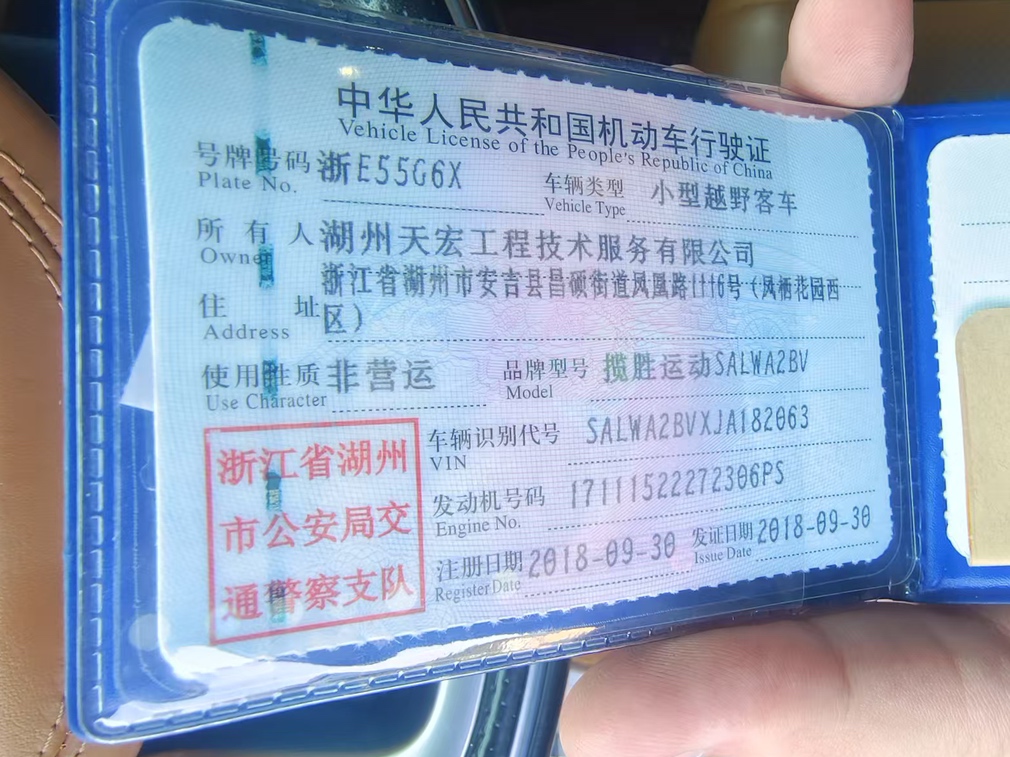 中华人民共和国机动车行驶证
Vehicle License of the People's Republic of China
号牌号码 浙E55G6X 车辆类型 小型越野客车
Plate No. Vehicle Type
所有人 湖州天宏工程技术服务有限公司
Owner
住址 浙江省湖州市安吉县昌硕街道凤凰路1116号(凤栖花园西
区)
Address
使用性质 非营运 品牌型号 揽胜运动SALWA2BV
Use Character Model
浙江省湖州
市公安局交
通警察支队
车辆识别代号 SALWA2BVXJA182063
VIN
发动机号码 17111522272306PS
Engine No.
注册日期 2018-09-30 发证日期 2018-09-30
Register Date Issue Date